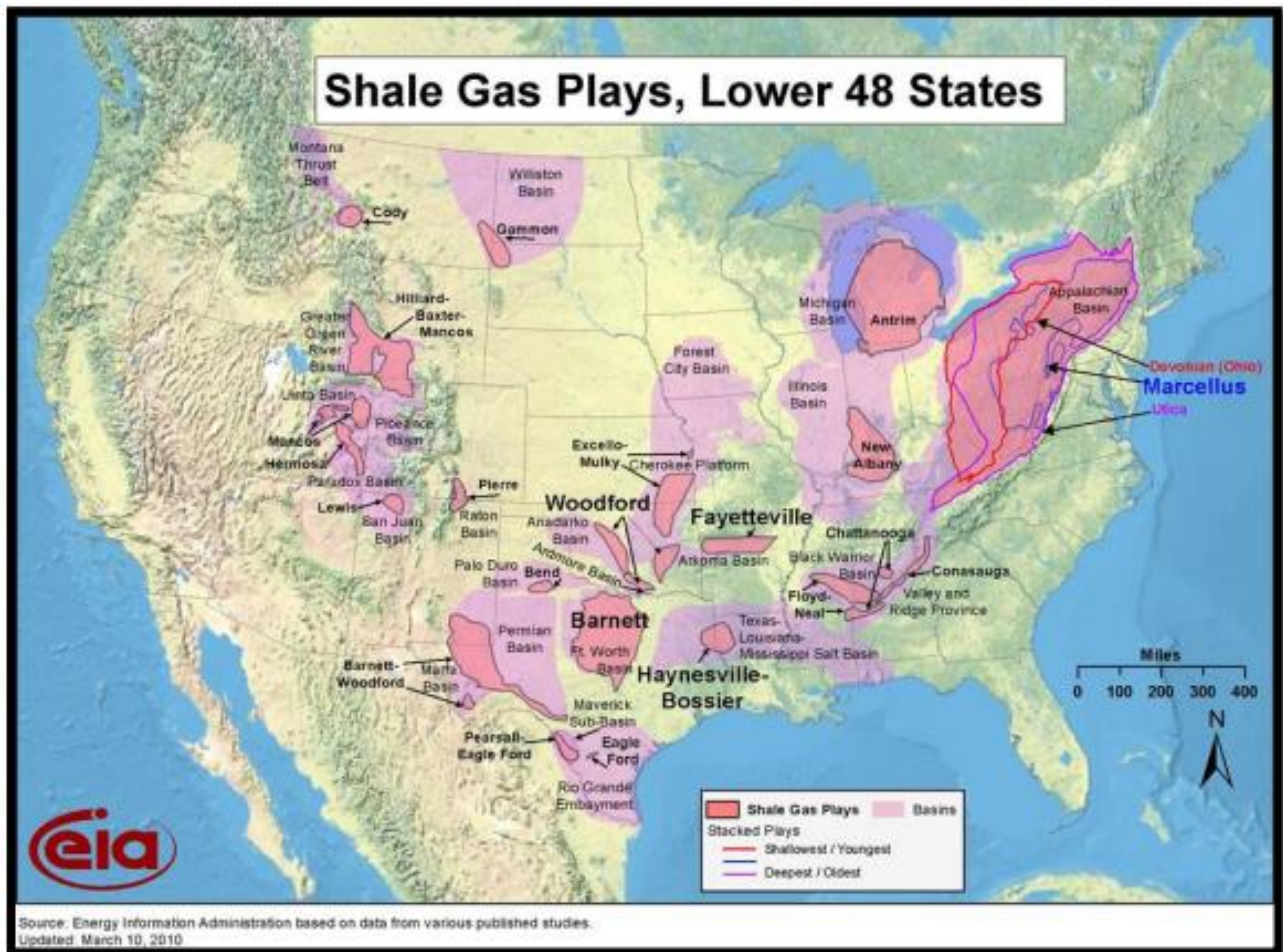 Shale Gas Plays, Lower 48 States
Montana
Thrust
Belt
Cody
Williston
Basin
Gammon
Hilliard-
Baxter-
Mancos
Greater
Green
River
Basin
Uinta Basin
Mancos
Piceance
Basin
Hermosa
Paradox Basin
Lewis
San Juan
Basin
Pierre
Raton
Basin
Forest
City Basin
Excello-
Mulky
Cherokee Platform
Michigan
Basin
Antrim
Illinois
Basin
New
Albany
Appalachian
Basin
Devonian (Ohio)
Marcellus
Utica
Woodford
Anadarko
Basin
Ardmore Basin
Fayetteville
Arkoma Basin
Palo Duro
Basin
Bend
Chattanooga
Black Warrior
Basin
Conasauga
Floyd-
Neal
Valley and
Ridge Province
Barnett
Ft. Worth
Basin
Permian
Basin
Barnett-
Woodford
Marfa
Basin
Texas-
Louisiana-
Mississippi Salt Basin
Haynesville-
Bossier
Maverick
Sub-Basin
Pearsall-
Eagle Ford
Eagle
Ford
Rio Grande
Embayment
Miles
0 100 200 300 400
N
Shale Gas Plays
Basins
Stacked Plays
Shallowest / Youngest
Deepest / Oldest
eia
Source: Energy Information Administration based on data from various published studies.
Updated: March 10, 2010